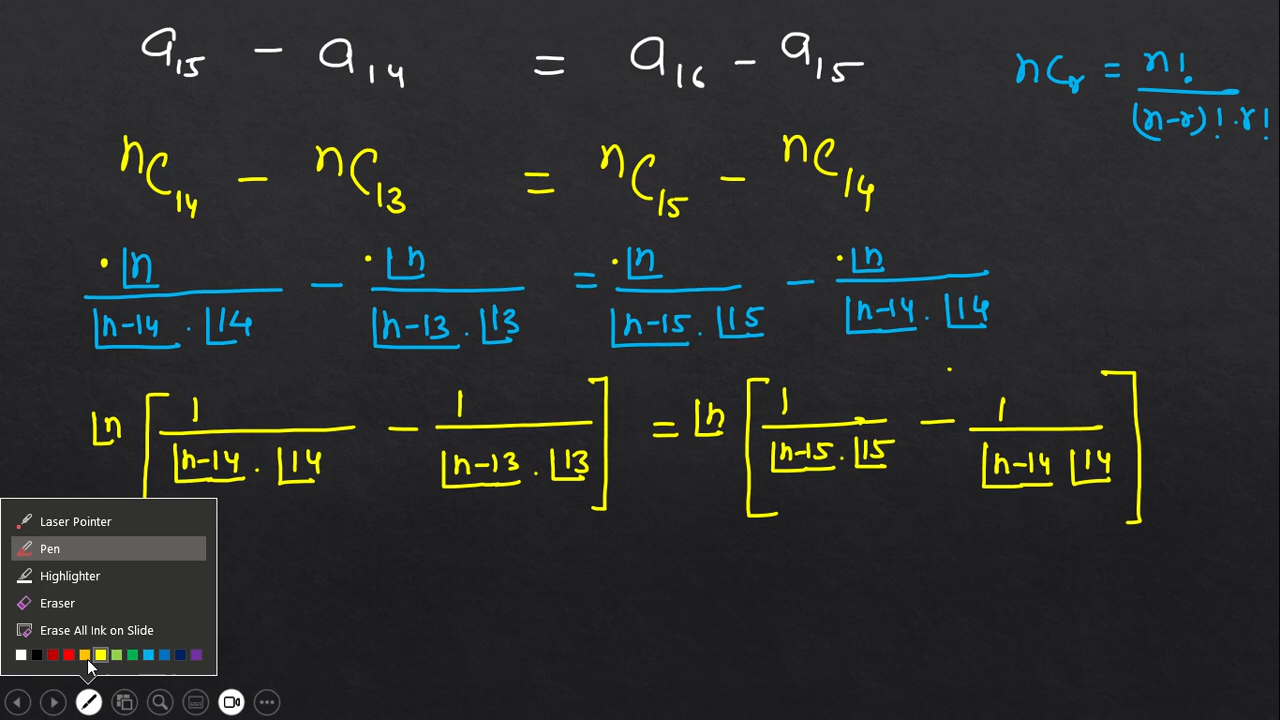 a₁₅ - a₁₄ = a₁₆ - a₁₅
nCᵣ = n! / (n-r)! . r!
ⁿC₁₄ - ⁿC₁₃ = ⁿC₁₅ - ⁿC₁₄
. |n / |n-14 . |14 - . |n / |n-13 . |13 = . |n / |n-15 . |15 - . |n / |n-14 . |14
|n [ 1 / |n-14 . |14 - 1 / |n-13 . |13 ] = |n [ 1 / |n-15 . |15 - 1 / |n-14 |14 ]
Laser Pointer
Pen
Highlighter
Eraser
Erase All Ink on Slide